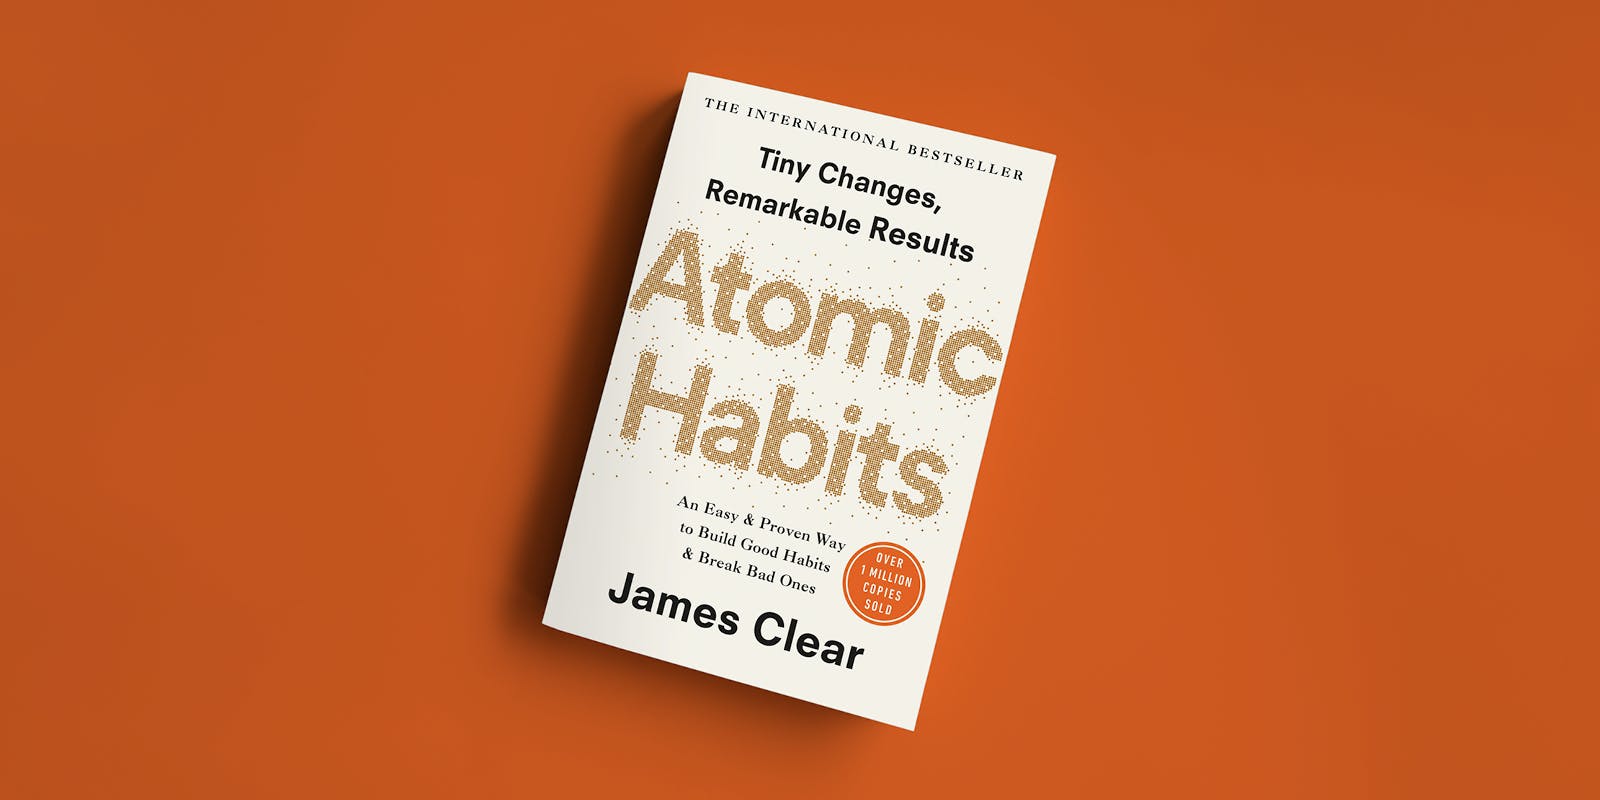 THE INTERNATIONAL BESTSELLER
Tiny Changes,
Remarkable Results
Atomic
Habits
An Easy & Proven Way
to Build Good Habits
& Break Bad Ones
OVER
1 MILLION
COPIES
SOLD
James Clear